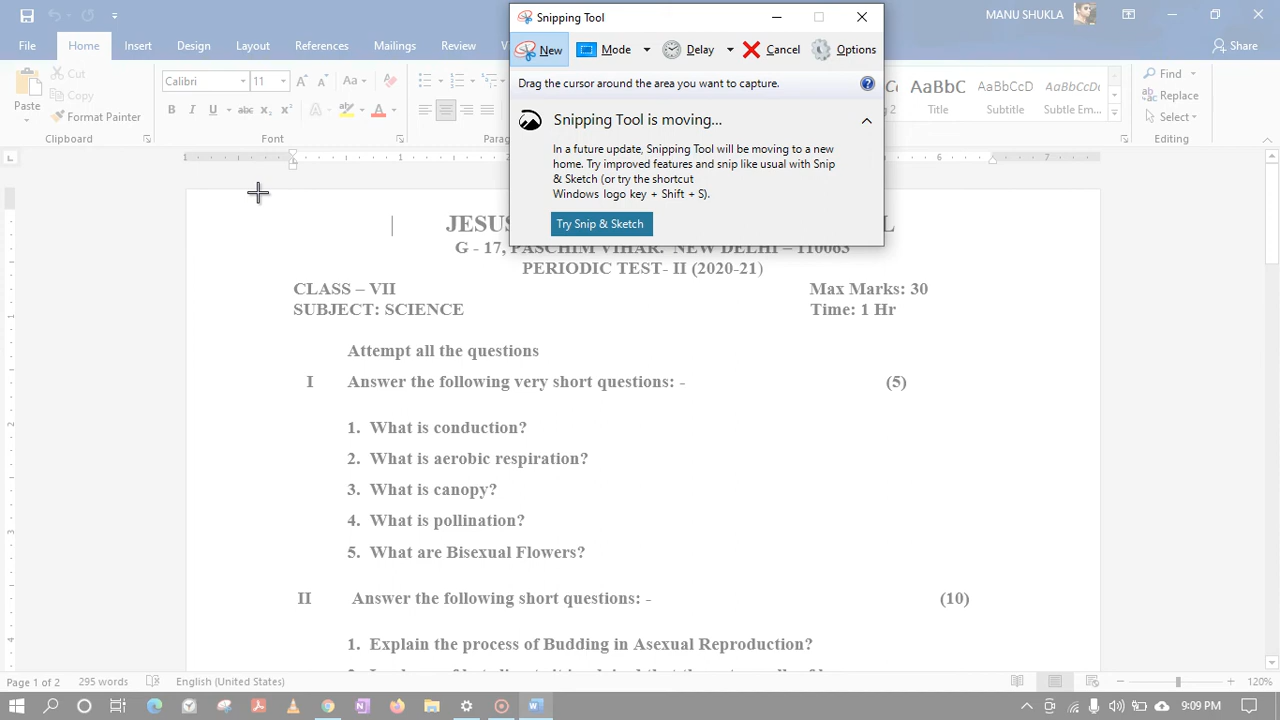 Snipping Tool
MANU SHUKLA
File Home Insert Design Layout References Mailings Review
Share
New Mode Delay Cancel Options
Drag the cursor around the area you want to capture.
Snipping Tool is moving...
In a future update, Snipping Tool will be moving to a new
home. Try improved features and snip like usual with Snip
& Sketch (or try the shortcut
Windows logo key + Shift + S).
Try Snip & Sketch
Paste
Cut
Copy
Format Painter
Clipboard
Calibri 11
Font
Parag
AaBbC AaBbCcD AaBbCcDc
Title Subtitle Subtle Em...
Find
Replace
Select
Editing
JESUS
G - 17, PASCHIM VIHAR. NEW DELHI – 110063
PERIODIC TEST- II (2020-21)
CLASS – VII Max Marks: 30
SUBJECT: SCIENCE Time: 1 Hr
Attempt all the questions
I Answer the following very short questions: - (5)
1. What is conduction?
2. What is aerobic respiration?
3. What is canopy?
4. What is pollination?
5. What are Bisexual Flowers?
II Answer the following short questions: - (10)
1. Explain the process of Budding in Asexual Reproduction?
Page 1 of 2 295 words English (United States) 120%
9:09 PM